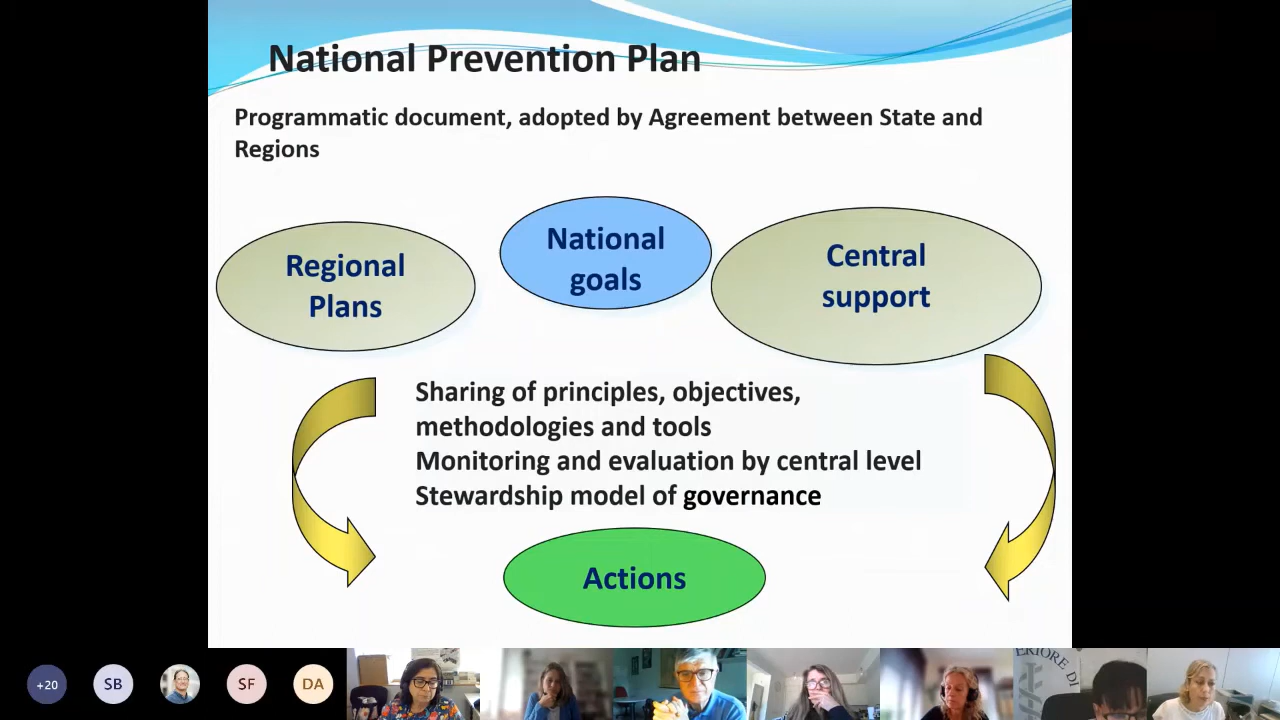 National Prevention Plan
Programmatic document, adopted by Agreement between State and
Regions
Regional
Plans
National
goals
Central
support
Sharing of principles, objectives,
methodologies and tools
Monitoring and evaluation by central level
Stewardship model of governance
Actions
+20
SB
SF
DA
ERIORE DI